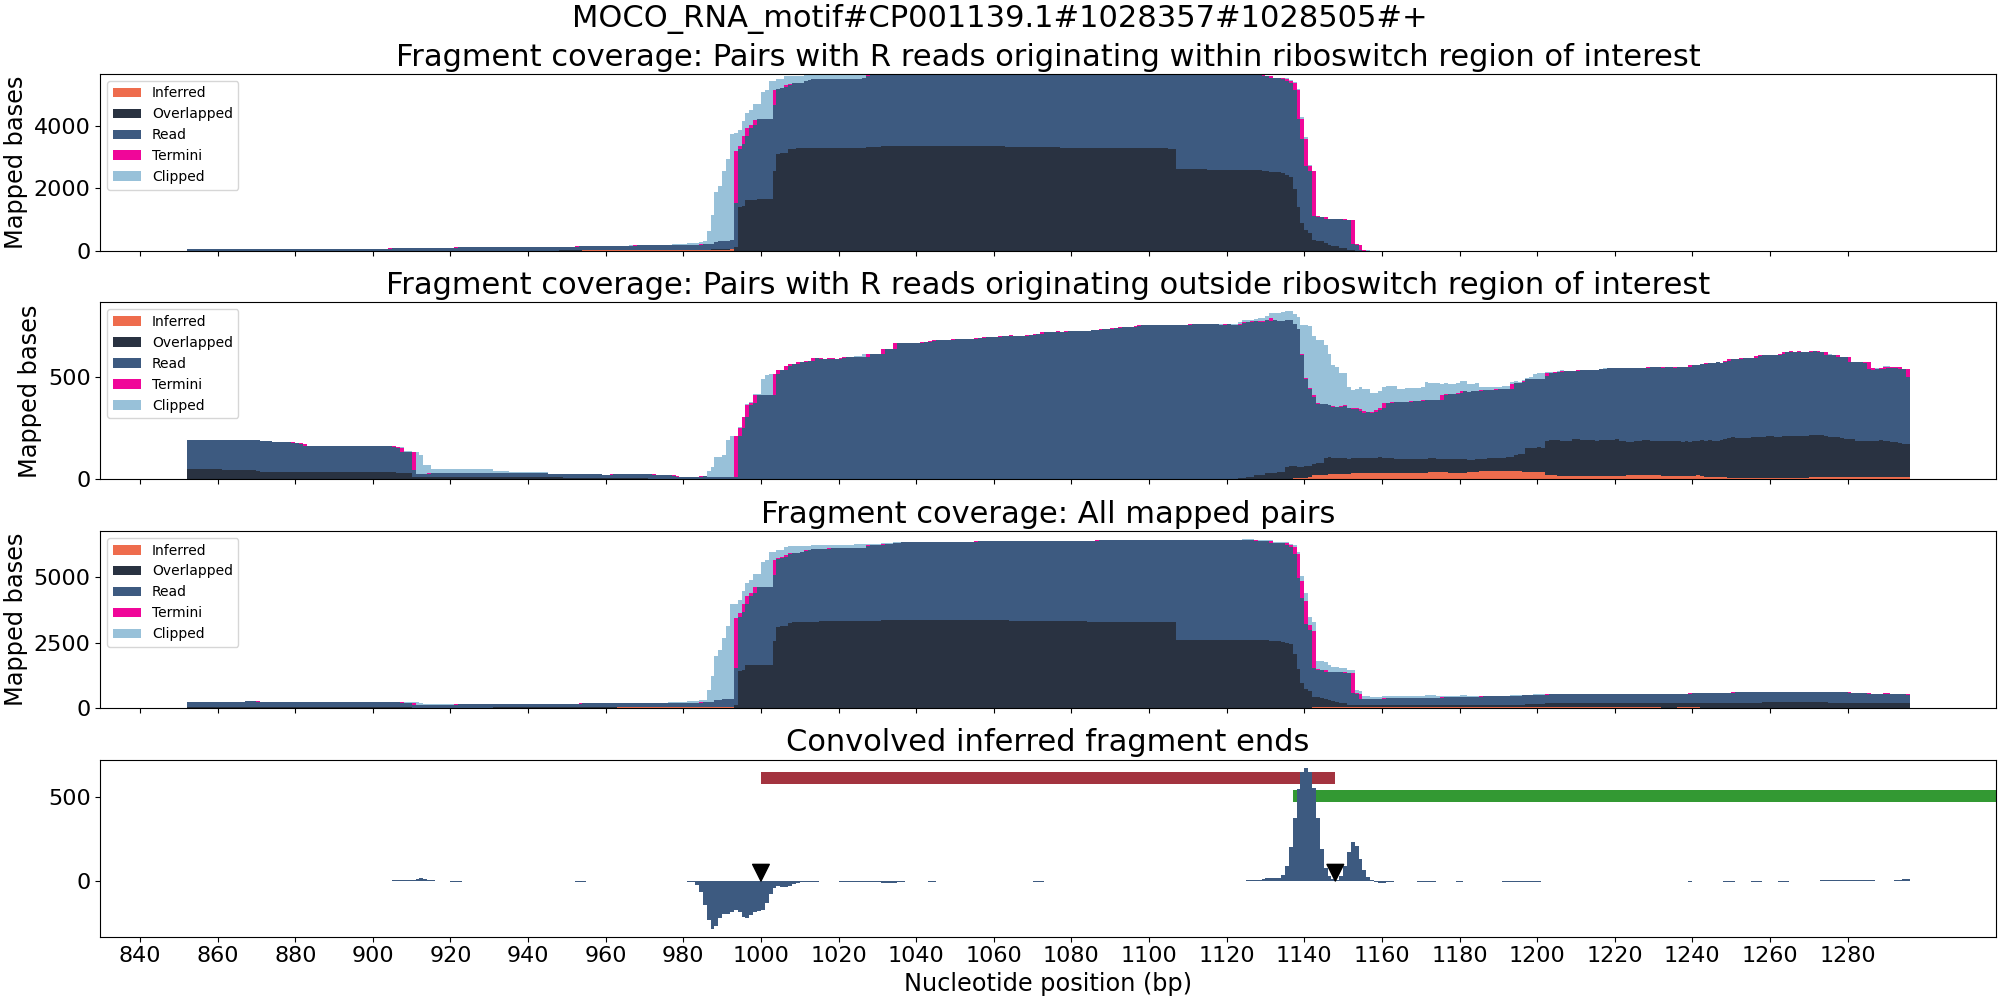 MOCO_RNA_motif#CP001139.1#1028357#1028505#+
Fragment coverage: Pairs with R reads originating within riboswitch region of interest
Mapped bases
4000
2000
0
Inferred
Overlapped
Read
Termini
Clipped
Fragment coverage: Pairs with R reads originating outside riboswitch region of interest
Mapped bases
500
0
Inferred
Overlapped
Read
Termini
Clipped
Fragment coverage: All mapped pairs
Mapped bases
5000
2500
0
Inferred
Overlapped
Read
Termini
Clipped
Convolved inferred fragment ends
500
0
840 860 880 900 920 940 960 980 1000 1020 1040 1060 1080 1100 1120 1140 1160 1180 1200 1220 1240 1260 1280
Nucleotide position (bp)